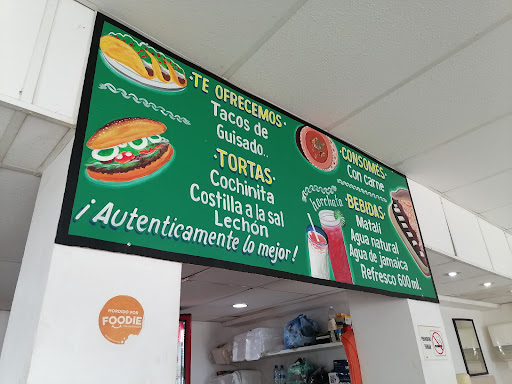 ·TE OFRECEMOS·
Tacos de
Guisado..
·TORTAS·
Cochinita
Costilla a la sal
Lechón
¡Autenticamente lo mejor!
·CONSOMES·
Con carne
horchata
·BEBIDAS·
Matalí
Agua natural
Agua de jamaica
Refresco 600 ml.
FOODIE